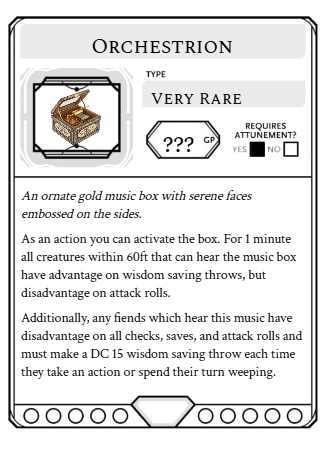 Orchestrion
TYPE
Very Rare
??? GP
REQUIRES
ATTUNEMENT?
YES NO
An ornate gold music box with serene faces
embossed on the sides.
As an action you can activate the box. For 1 minute
all creatures within 60ft that can hear the music box
have advantage on wisdom saving throws, but
disadvantage on attack rolls.
Additionally, any fiends which hear this music have
disadvantage on all checks, saves, and attack rolls and
must make a DC 15 wisdom saving throw each time
they take an action or spend their turn weeping.